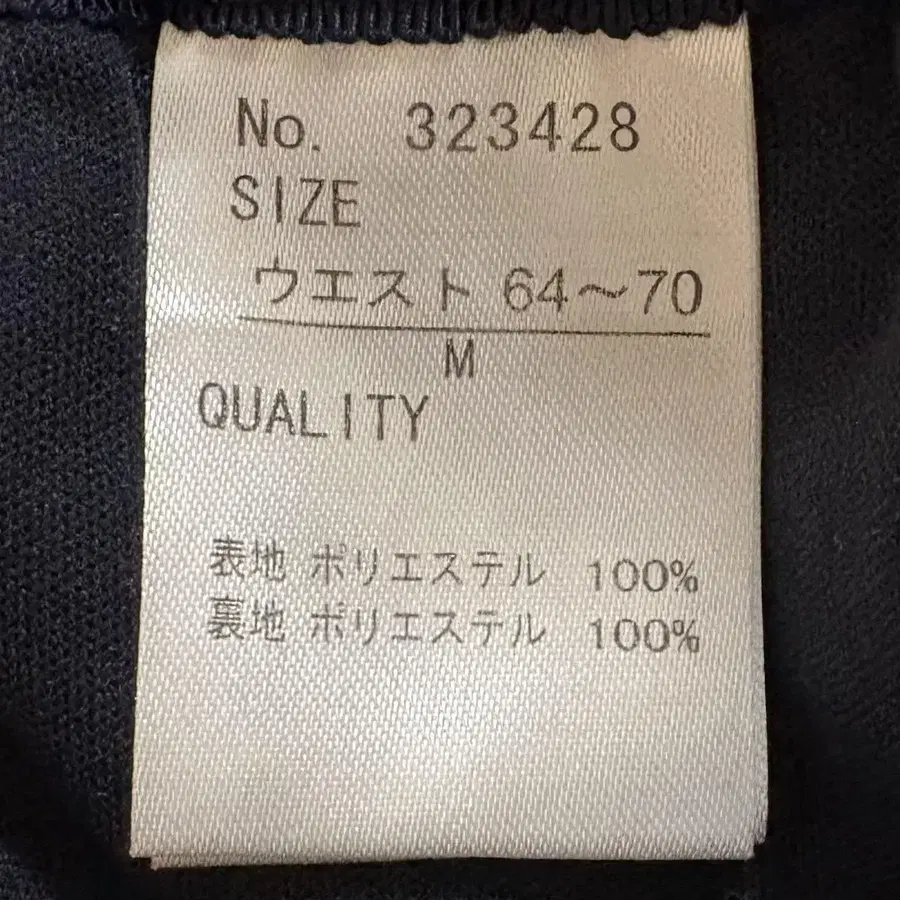 No. 323428
SIZE
ウエスト 64～70
M
QUALITY
表地 ポリエステル 100%
裏地 ポリエステル 100%